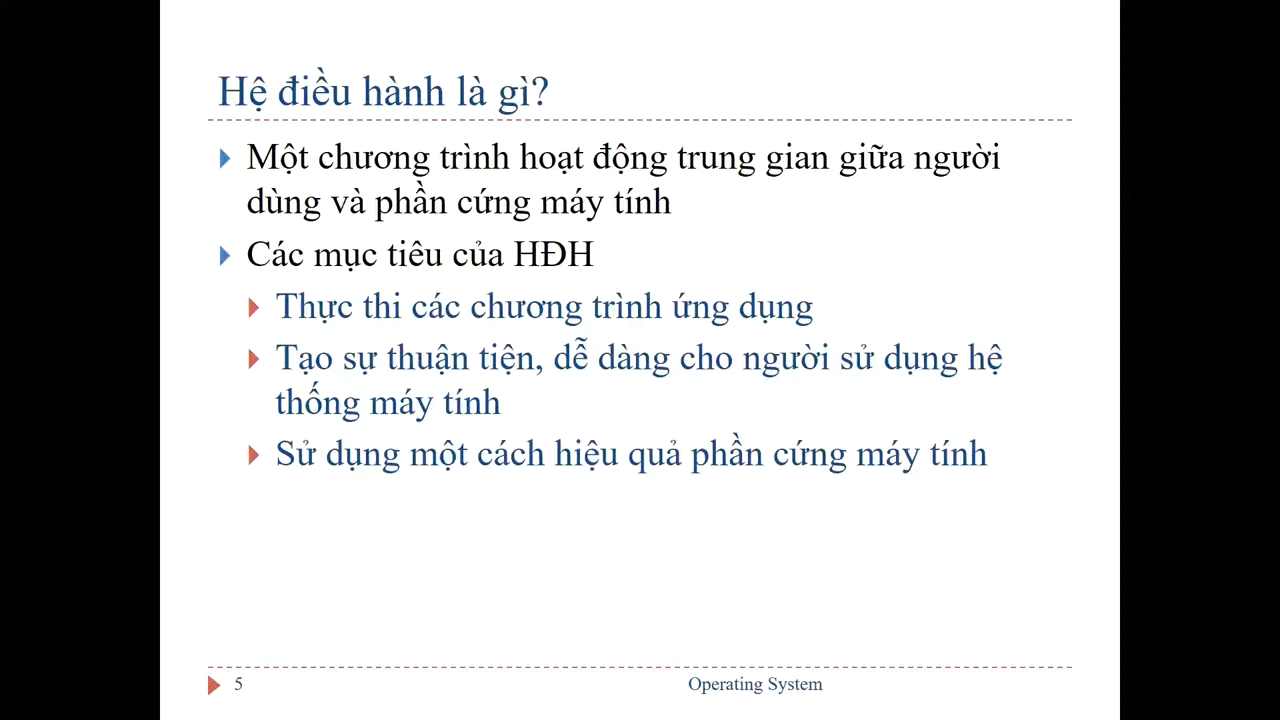 Hệ điều hành là gì?
Một chương trình hoạt động trung gian giữa người
dùng và phần cứng máy tính
Các mục tiêu của HĐH
Thực thi các chương trình ứng dụng
Tạo sự thuận tiện, dễ dàng cho người sử dụng hệ
thống máy tính
Sử dụng một cách hiệu quả phần cứng máy tính
5 Operating System